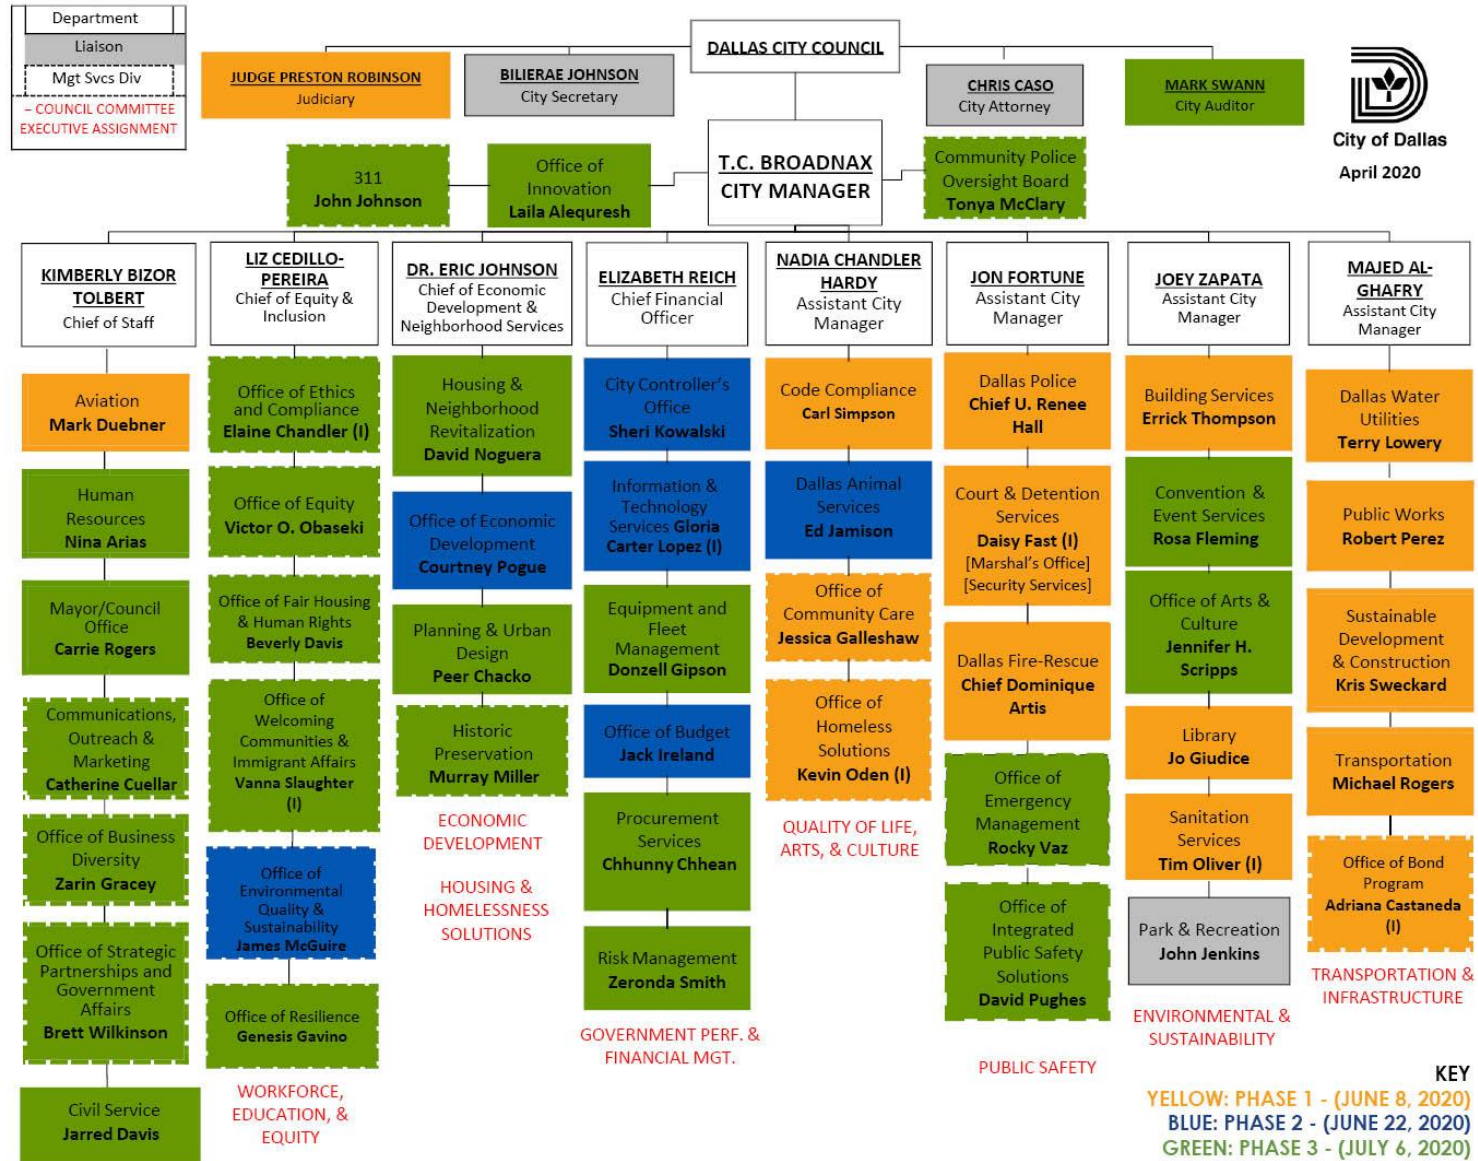 Department
Liaison
Mgt Svcs Div
– COUNCIL COMMITTEE
EXECUTIVE ASSIGNMENT
DALLAS CITY COUNCIL
JUDGE PRESTON ROBINSON
Judiciary
BILIERAE JOHNSON
City Secretary
CHRIS CASO
City Attorney
MARK SWANN
City Auditor
City of Dallas
April 2020
311
John Johnson
Office of
Innovation
Laila Alequresh
T.C. BROADNAX
CITY MANAGER
Community Police
Oversight Board
Tonya McClary
KIMBERLY BIZOR
TOLBERT
Chief of Staff
Aviation
Mark Duebner
Human
Resources
Nina Arias
Mayor/Council
Office
Carrie Rogers
Communications,
Outreach &
Marketing
Catherine Cuellar
Office of Business
Diversity
Zarin Gracey
Office of Strategic
Partnerships and
Government
Affairs
Brett Wilkinson
Civil Service
Jarred Davis
LIZ CEDILLO-
PEREIRA
Chief of Equity &
Inclusion
Office of Ethics
and Compliance
Elaine Chandler (I)
Office of Equity
Victor O. Obaseki
Office of Fair Housing
& Human Rights
Beverly Davis
Office of
Welcoming
Communities &
Immigrant Affairs
Vanna Slaughter
(I)
Office of
Environmental
Quality &
Sustainability
James McGuire
Office of Resilience
Genesis Gavino
WORKFORCE,
EDUCATION, &
EQUITY
DR. ERIC JOHNSON
Chief of Economic
Development &
Neighborhood Services
Housing &
Neighborhood
Revitalization
David Noguera
Office of Economic
Development
Courtney Pogue
Planning & Urban
Design
Peer Chacko
Historic
Preservation
Murray Miller
ECONOMIC
DEVELOPMENT
HOUSING &
HOMELESSNESS
SOLUTIONS
ELIZABETH REICH
Chief Financial
Officer
City Controller's
Office
Sheri Kowalski
Information &
Technology
Services Gloria
Carter Lopez (I)
Equipment and
Fleet
Management
Donzell Gipson
Office of Budget
Jack Ireland
Procurement
Services
Chhunny Chhean
Risk Management
Zeronda Smith
GOVERNMENT PERF. &
FINANCIAL MGT.
NADIA CHANDLER
HARDY
Assistant City
Manager
Code Compliance
Carl Simpson
Dallas Animal
Services
Ed Jamison
Office of
Community Care
Jessica Galleshaw
Office of
Homeless
Solutions
Kevin Oden (I)
QUALITY OF LIFE,
ARTS, & CULTURE
JON FORTUNE
Assistant City
Manager
Dallas Police
Chief U. Renee
Hall
Court & Detention
Services
Daisy Fast (I)
[Marshal's Office]
[Security Services]
Dallas Fire-Rescue
Chief Dominique
Artis
Office of
Emergency
Management
Rocky Vaz
Office of
Integrated
Public Safety
Solutions
David Pughes
PUBLIC SAFETY
JOEY ZAPATA
Assistant City
Manager
Building Services
Errick Thompson
Convention &
Event Services
Rosa Fleming
Office of Arts &
Culture
Jennifer H.
Scripps
Library
Jo Giudice
Sanitation
Services
Tim Oliver (I)
Park & Recreation
John Jenkins
ENVIRONMENTAL &
SUSTAINABILITY
MAJED AL-
GHAFRY
Assistant City
Manager
Dallas Water
Utilities
Terry Lowery
Public Works
Robert Perez
Sustainable
Development
& Construction
Kris Sweckard
Transportation
Michael Rogers
Office of Bond
Program
Adriana Castaneda
(I)
TRANSPORTATION &
INFRASTRUCTURE
KEY
YELLOW: PHASE 1 - (JUNE 8, 2020)
BLUE: PHASE 2 - (JUNE 22, 2020)
GREEN: PHASE 3 - (JULY 6, 2020)